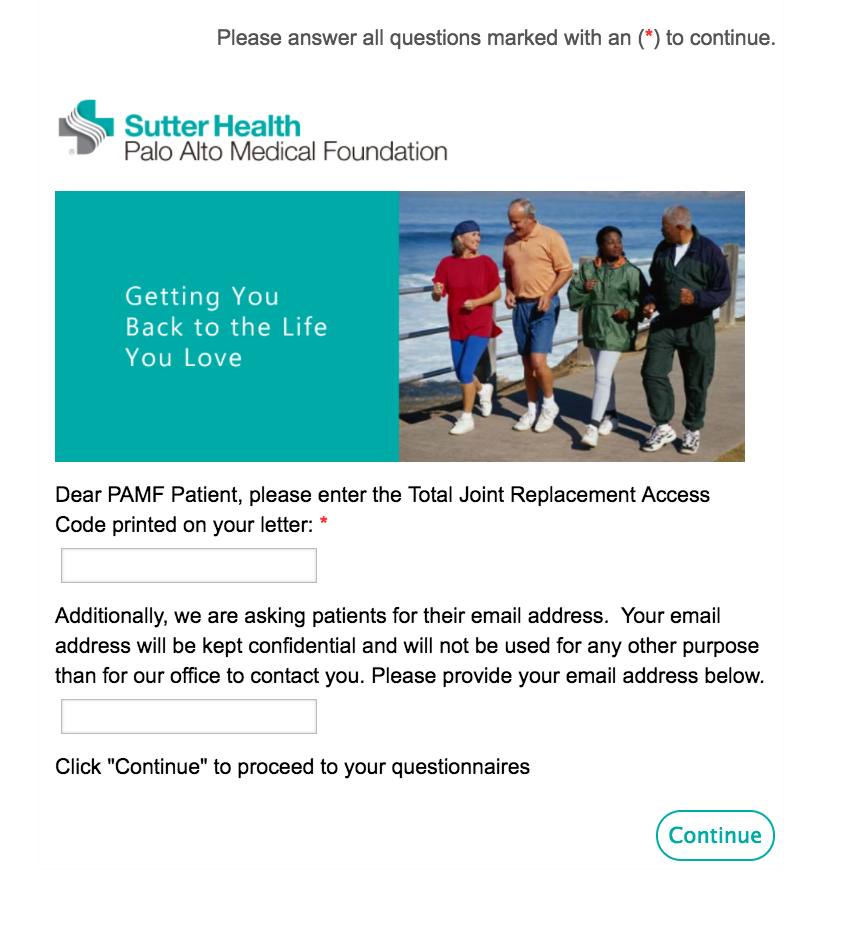 Please answer all questions marked with an (*) to continue.
Sutter Health
Palo Alto Medical Foundation
Getting You
Back to the Life
You Love
Dear PAMF Patient, please enter the Total Joint Replacement Access
Code printed on your letter: *
Additionally, we are asking patients for their email address.  Your email
address will be kept confidential and will not be used for any other purpose
than for our office to contact you. Please provide your email address below.
Click "Continue" to proceed to your questionnaires
Continue